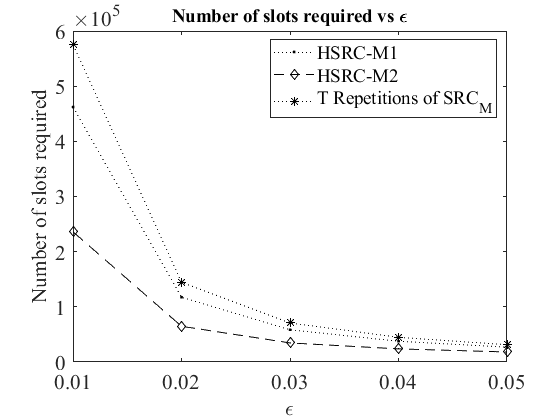 Number of slots required vs ϵ
×10^5
6
5
4
3
2
1
0
Number of slots required
0.01 0.02 0.03 0.04 0.05
ϵ
HSRC-M1
HSRC-M2
T Repetitions of SRC_M